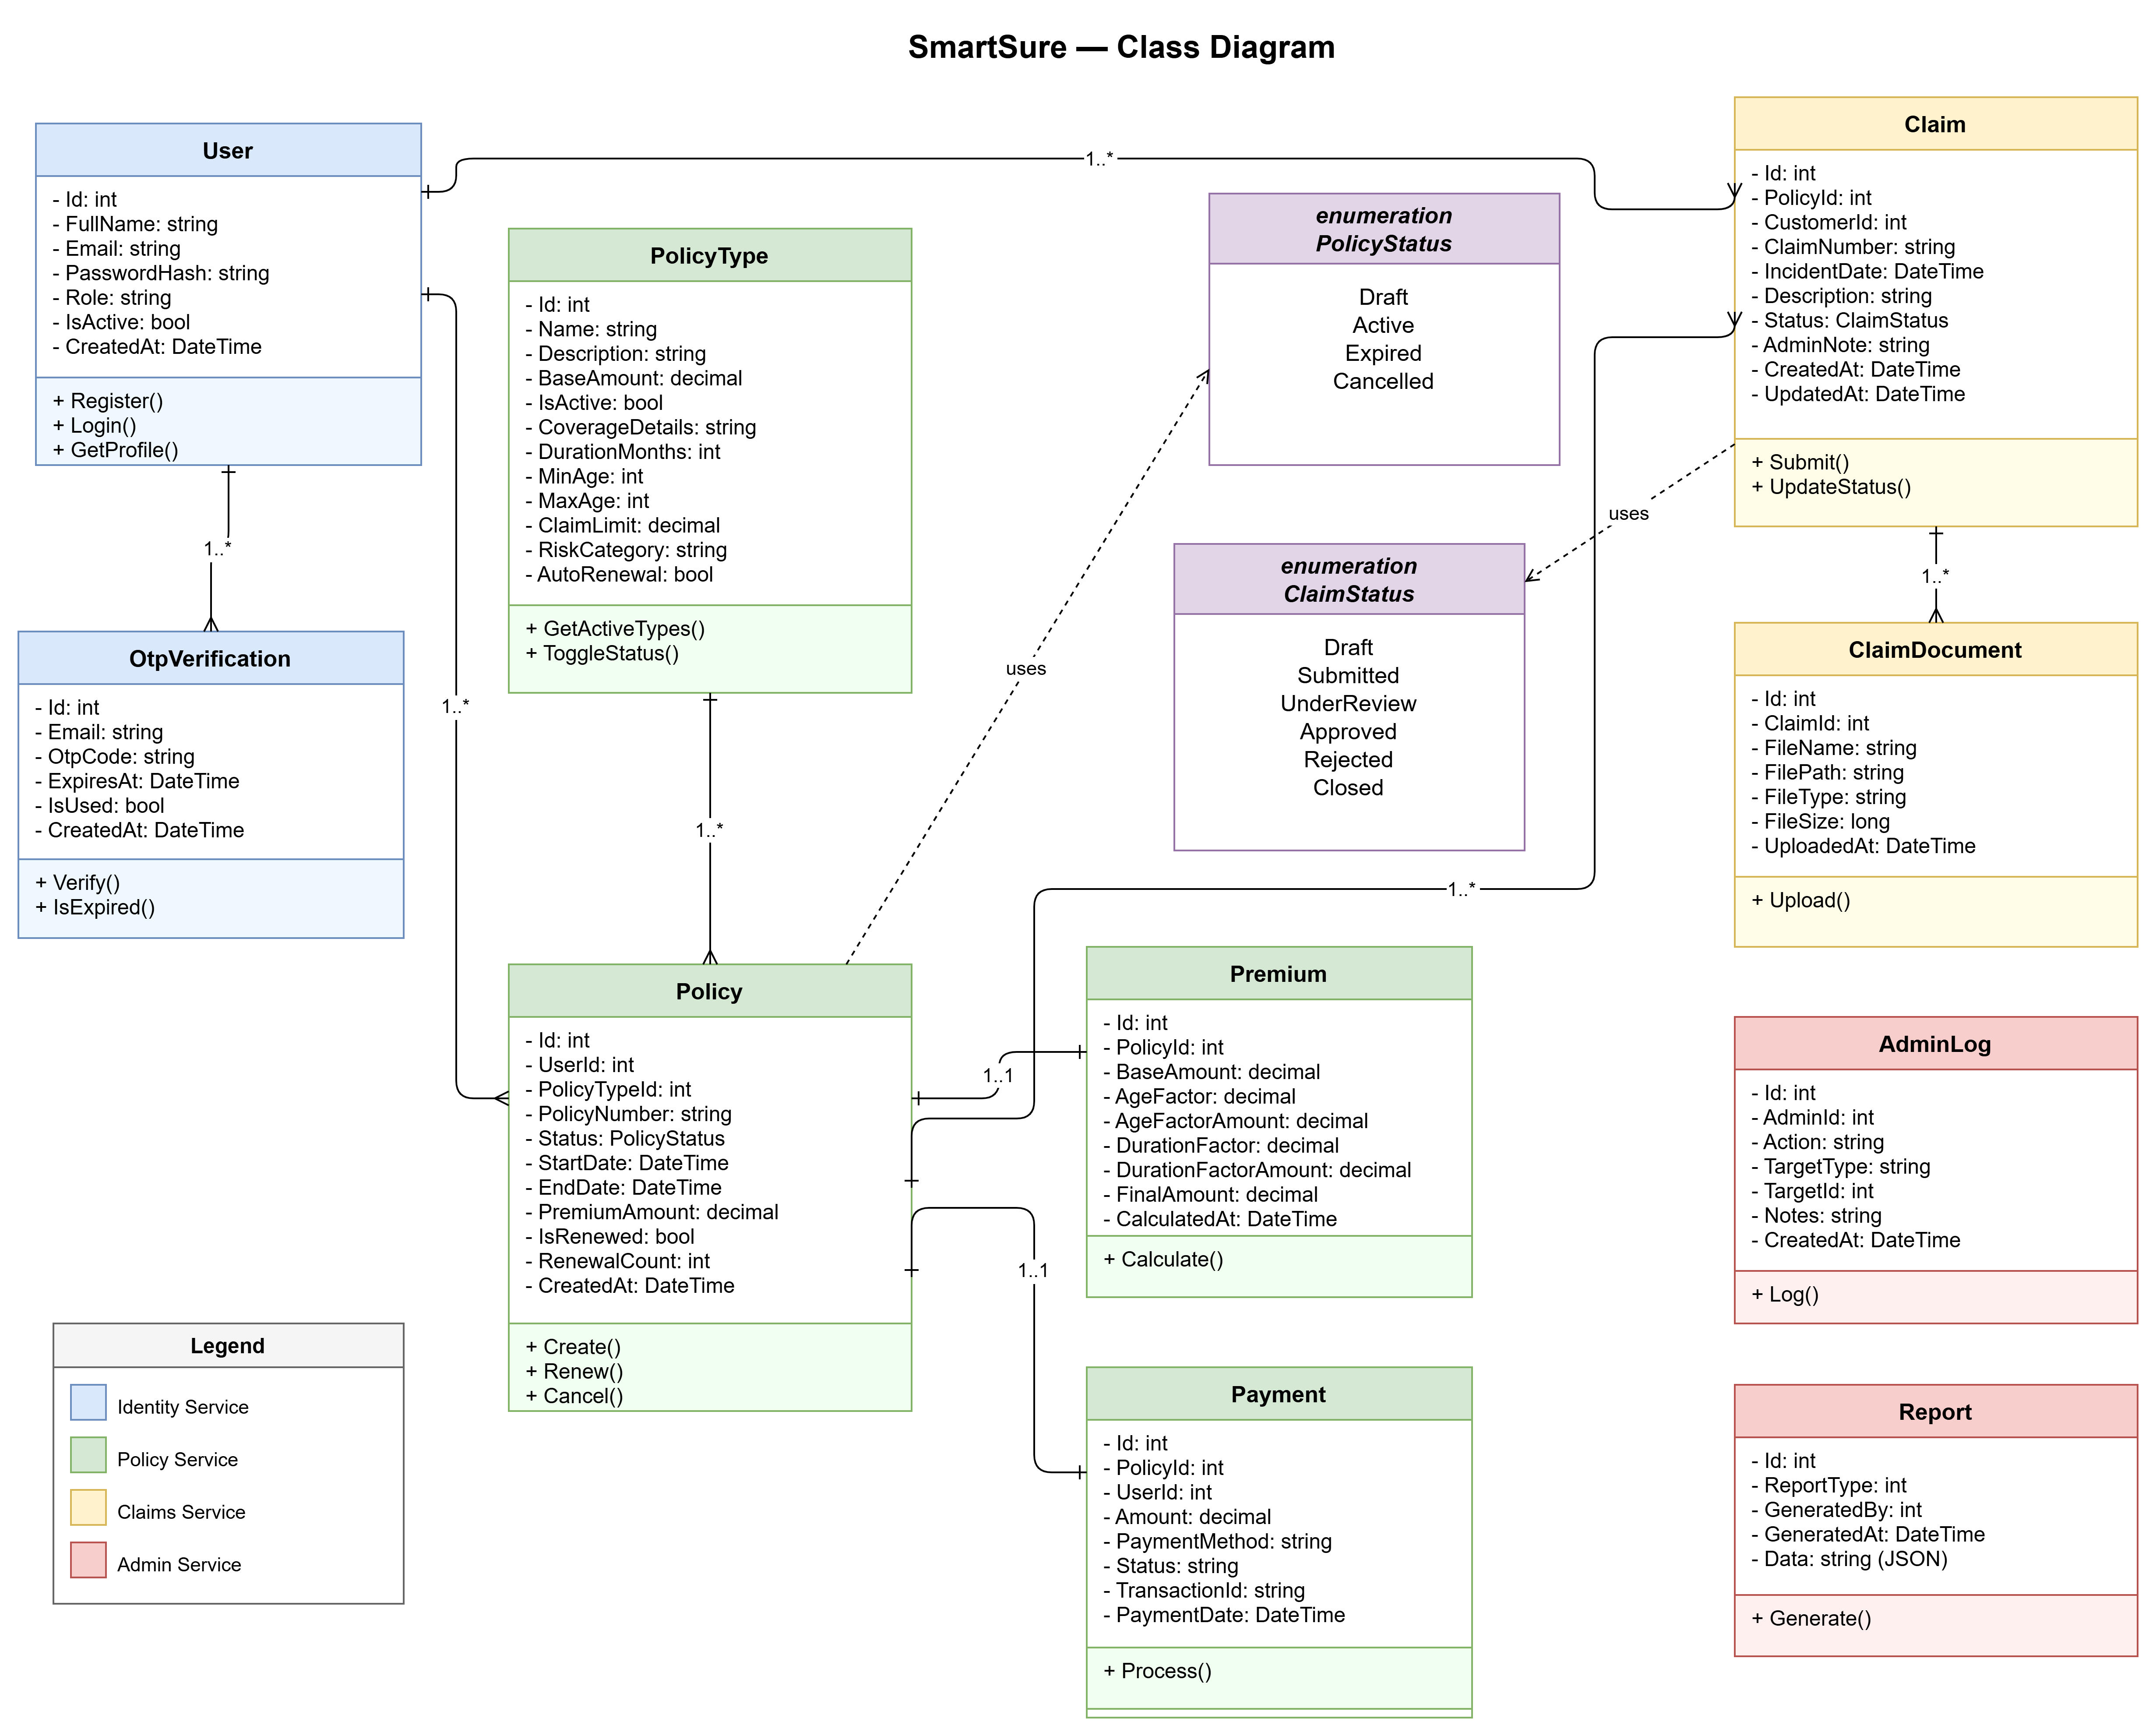 SmartSure — Class Diagram
User
- Id: int
- FullName: string
- Email: string
- PasswordHash: string
- Role: string
- IsActive: bool
- CreatedAt: DateTime
+ Register()
+ Login()
+ GetProfile()
1..*
OtpVerification
- Id: int
- Email: string
- OtpCode: string
- ExpiresAt: DateTime
- IsUsed: bool
- CreatedAt: DateTime
+ Verify()
+ IsExpired()
1..*
1..*
PolicyType
- Id: int
- Name: string
- Description: string
- BaseAmount: decimal
- IsActive: bool
- CoverageDetails: string
- DurationMonths: int
- MinAge: int
- MaxAge: int
- ClaimLimit: decimal
- RiskCategory: string
- AutoRenewal: bool
+ GetActiveTypes()
+ ToggleStatus()
1..*
Policy
- Id: int
- UserId: int
- PolicyTypeId: int
- PolicyNumber: string
- Status: PolicyStatus
- StartDate: DateTime
- EndDate: DateTime
- PremiumAmount: decimal
- IsRenewed: bool
- RenewalCount: int
- CreatedAt: DateTime
+ Create()
+ Renew()
+ Cancel()
uses
enumeration
PolicyStatus
Draft
Active
Expired
Cancelled
enumeration
ClaimStatus
Draft
Submitted
UnderReview
Approved
Rejected
Closed
uses
1..*
1..1
Premium
- Id: int
- PolicyId: int
- BaseAmount: decimal
- AgeFactor: decimal
- AgeFactorAmount: decimal
- DurationFactor: decimal
- DurationFactorAmount: decimal
- FinalAmount: decimal
- CalculatedAt: DateTime
+ Calculate()
1..1
Payment
- Id: int
- PolicyId: int
- UserId: int
- Amount: decimal
- PaymentMethod: string
- Status: string
- TransactionId: string
- PaymentDate: DateTime
+ Process()
Claim
- Id: int
- PolicyId: int
- CustomerId: int
- ClaimNumber: string
- IncidentDate: DateTime
- Description: string
- Status: ClaimStatus
- AdminNote: string
- CreatedAt: DateTime
- UpdatedAt: DateTime
+ Submit()
+ UpdateStatus()
1..*
ClaimDocument
- Id: int
- ClaimId: int
- FileName: string
- FilePath: string
- FileType: string
- FileSize: long
- UploadedAt: DateTime
+ Upload()
AdminLog
- Id: int
- AdminId: int
- Action: string
- TargetType: string
- TargetId: int
- Notes: string
- CreatedAt: DateTime
+ Log()
Report
- Id: int
- ReportType: int
- GeneratedBy: int
- GeneratedAt: DateTime
- Data: string (JSON)
+ Generate()
Legend
Identity Service
Policy Service
Claims Service
Admin Service